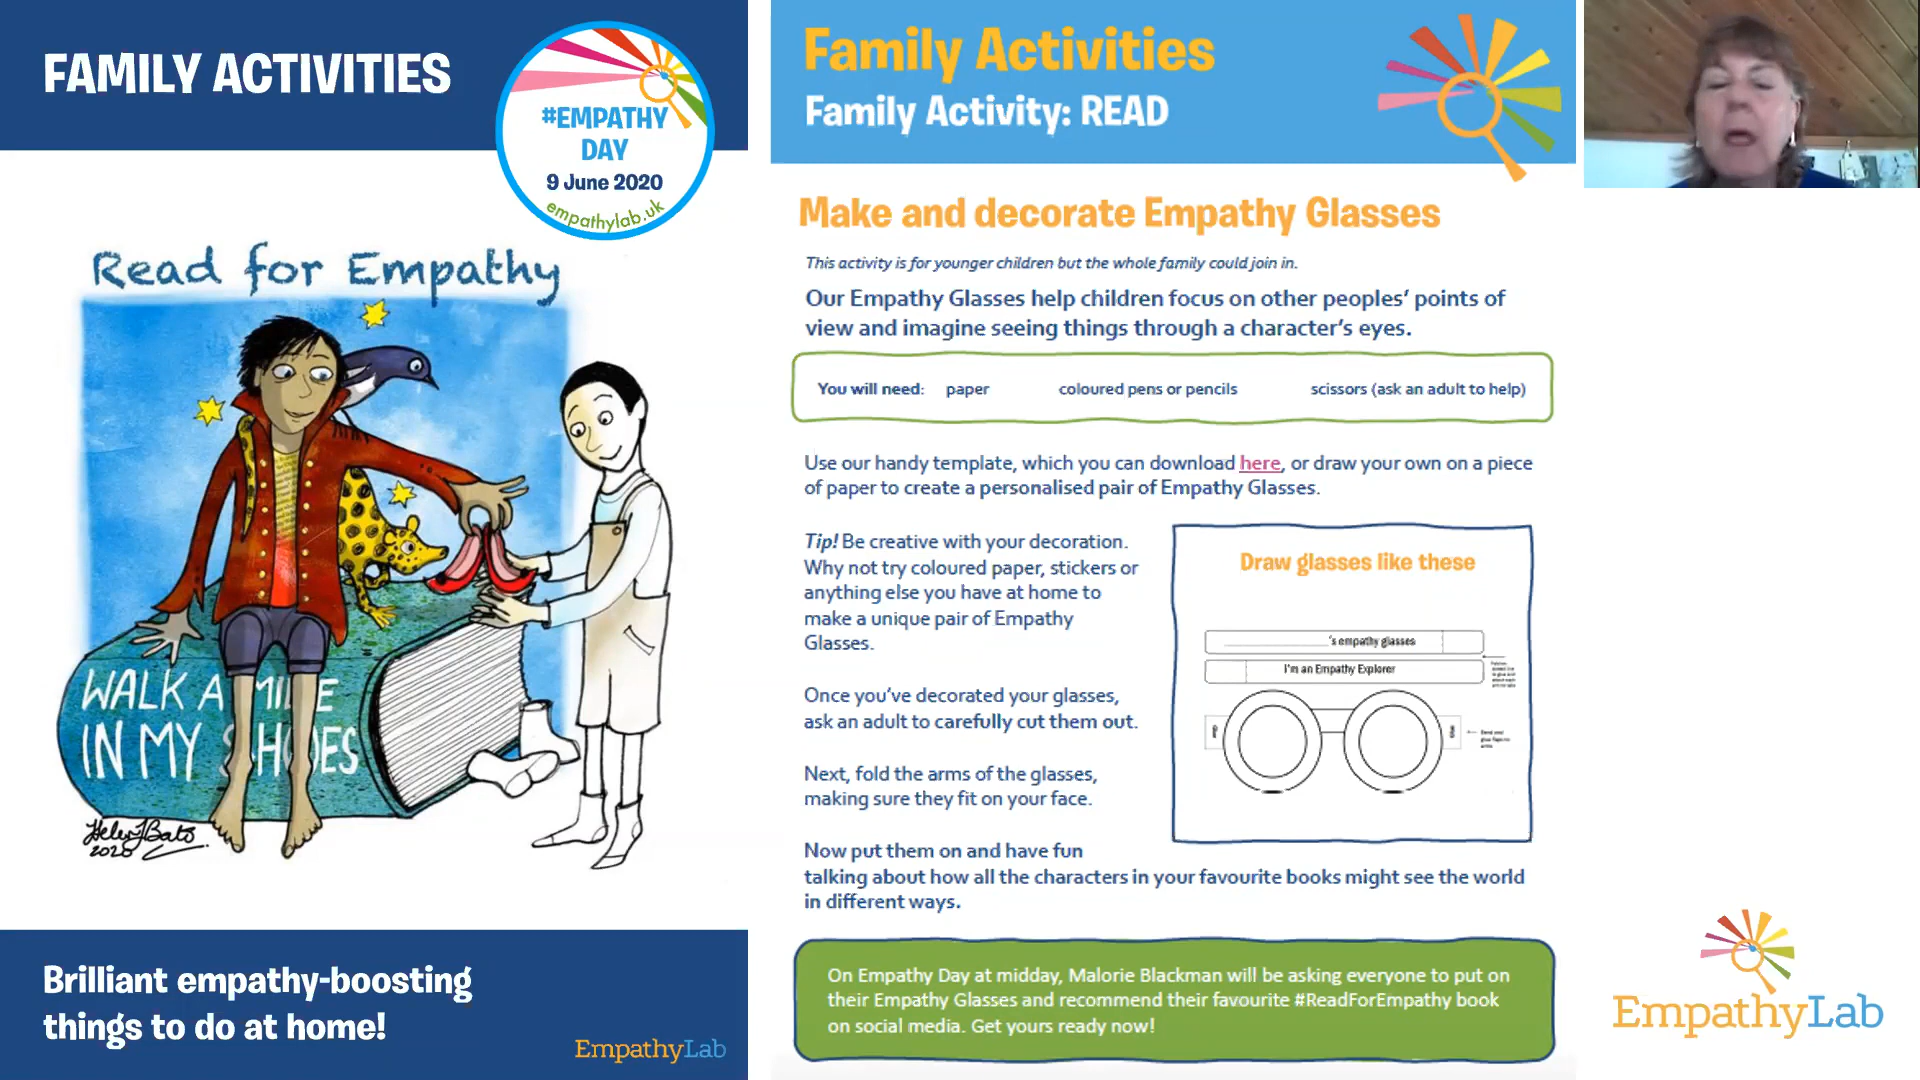 FAMILY ACTIVITIES
#EMPATHY
DAY
9 June 2020
empathylab.uk
Read for Empathy
WALK A MILE
IN MY SHOES
Helen Bate
2020
Brilliant empathy-boosting
things to do at home!
EmpathyLab
Family Activities
Family Activity: READ
Make and decorate Empathy Glasses
This activity is for younger children but the whole family could join in.
Our Empathy Glasses help children focus on other peoples' points of
view and imagine seeing things through a character's eyes.
You will need: paper coloured pens or pencils scissors (ask an adult to help)
Use our handy template, which you can download here, or draw your own on a piece
of paper to create a personalised pair of Empathy Glasses.
Tip! Be creative with your decoration.
Why not try coloured paper, stickers or
anything else you have at home to
make a unique pair of Empathy
Glasses.
Once you've decorated your glasses,
ask an adult to carefully cut them out.
Next, fold the arms of the glasses,
making sure they fit on your face.
Now put them on and have fun
talking about how all the characters in your favourite books might see the world
in different ways.
Draw glasses like these
's empathy glasses
I'm an Empathy Explorer
On Empathy Day at midday, Malorie Blackman will be asking everyone to put on
their Empathy Glasses and recommend their favourite #ReadForEmpathy book
on social media. Get yours ready now!
EmpathyLab